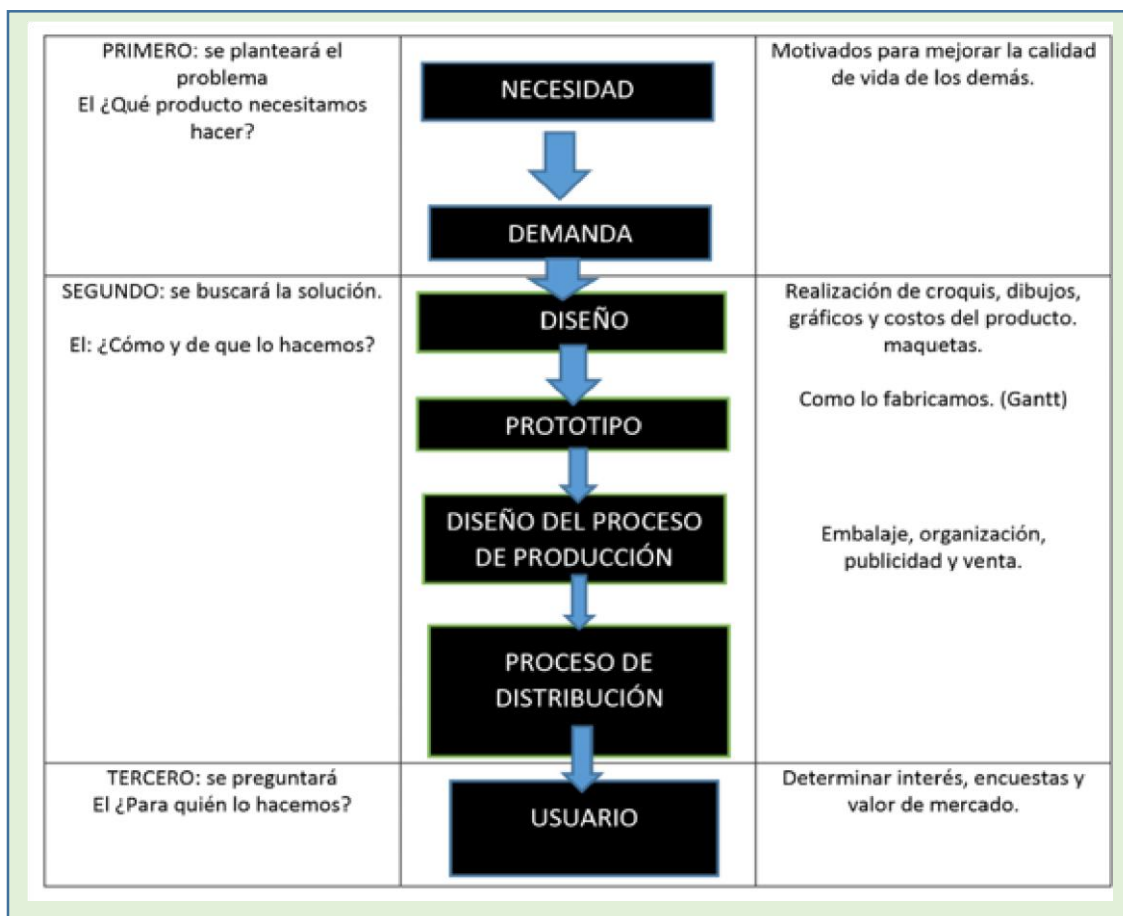 PRIMERO: se planteará el
problema
El ¿Qué producto necesitamos
hacer?
NECESIDAD
DEMANDA
Motivados para mejorar la calidad
de vida de los demás.
SEGUNDO: se buscará la solución.
El: ¿Cómo y de que lo hacemos?
DISEÑO
PROTOTIPO
DISEÑO DEL PROCESO
DE PRODUCCIÓN
PROCESO DE
DISTRIBUCIÓN
Realización de croquis, dibujos,
gráficos y costos del producto.
maquetas.
Como lo fabricamos. (Gantt)
Embalaje, organización,
publicidad y venta.
TERCERO: se preguntará
El ¿Para quién lo hacemos?
USUARIO
Determinar interés, encuestas y
valor de mercado.